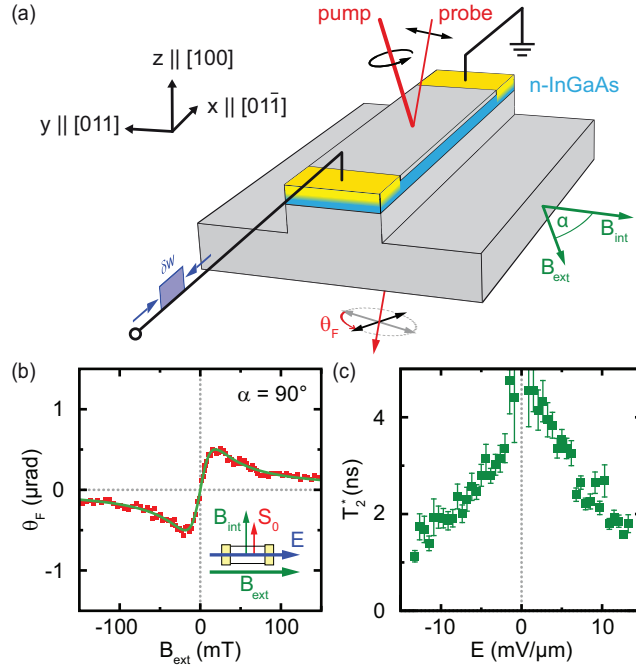 (a)
pump
probe
z || [100]
n-InGaAs
x || [011̅]
y || [011]
α
B_int
B_ext
δw
θ_F
(b)
α = 90°
1
0
-1
θ_F (μrad)
B_int
S_0
E
B_ext
-100
0
100
B_ext (mT)
(c)
4
2
0
T_2^* (ns)
-10
0
10
E (mV/μm)